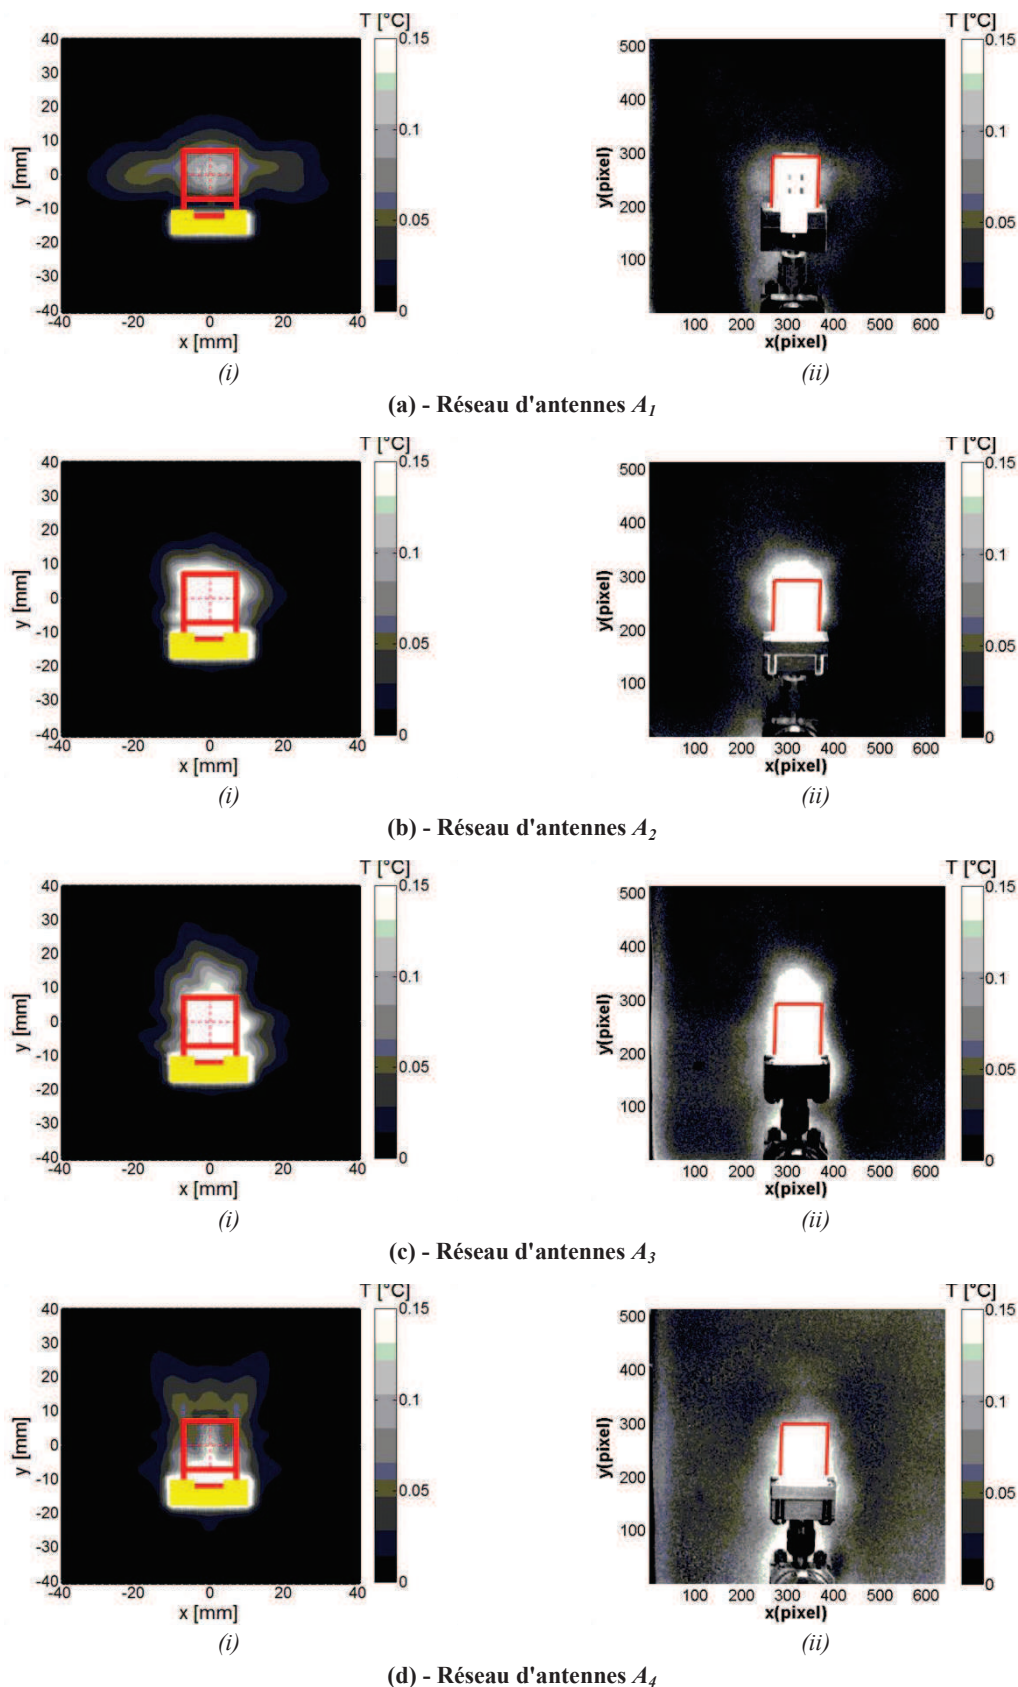 T [°C] T [°C]
40 0.15 500 0.15
30
20 400
10 0.1 300 0.1
y [mm] 0 y(pixel)
-10 200
-20 0.05 0.05
-30 100
-40 0 0
-40 -20 0 20 40 100 200 300 400 500 600
x [mm] x(pixel)
(i) (ii)
(a) - Réseau d'antennes A1
T [°C] T [°C]
40 0.15 500 0.15
30
20 400
10 0.1 300 0.1
y [mm] 0 y(pixel)
-10 200
-20 0.05 0.05
-30 100
-40 0 0
-40 -20 0 20 40 100 200 300 400 500 600
x [mm] x(pixel)
(i) (ii)
(b) - Réseau d'antennes A2
T [°C] T [°C]
40 0.15 500 0.15
30
20 400
10 0.1 300 0.1
y [mm] 0 y(pixel)
-10 200
-20 0.05 0.05
-30 100
-40 0 0
-40 -20 0 20 40 100 200 300 400 500 600
x [mm] x(pixel)
(i) (ii)
(c) - Réseau d'antennes A3
T [°C] T [°C]
40 0.15 500 0.15
30
20 400
10 0.1 300 0.1
y [mm] 0 y(pixel)
-10 200
-20 0.05 0.05
-30 100
-40 0 0
-40 -20 0 20 40 100 200 300 400 500 600
x [mm] x(pixel)
(i) (ii)
(d) - Réseau d'antennes A4